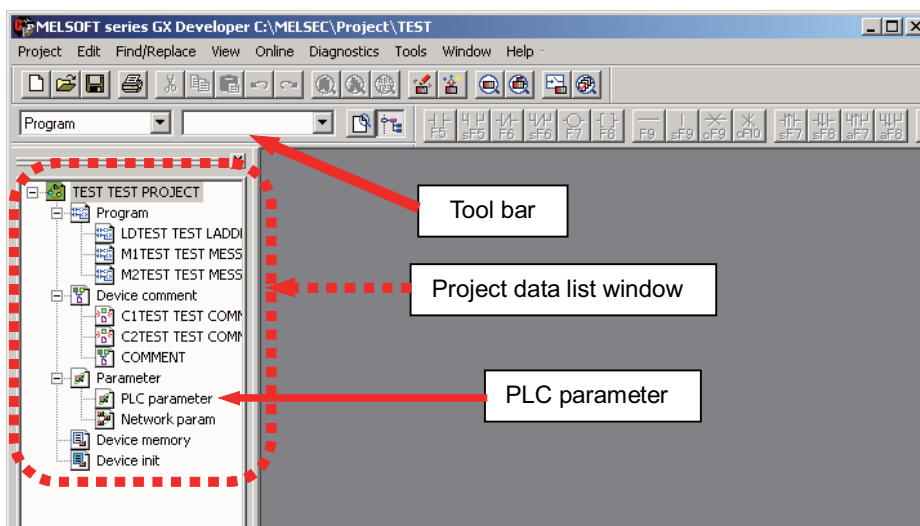 MELSOFT series GX Developer C:\MELSEC\Project\TEST
Project Edit Find/Replace View Online Diagnostics Tools Window Help
Program
F5 sF5 F6 sF6 F7 F8 F9 sF9 cF9 cF10 sF7 sF8 aF7 aF8
TEST TEST PROJECT
Program
LDTEST TEST LADDI
M1TEST TEST MESS
M2TEST TEST MESS
Device comment
C1TEST TEST COMM
C2TEST TEST COMM
COMMENT
Parameter
PLC parameter
Network param
Device memory
Device init
Tool bar
Project data list window
PLC parameter